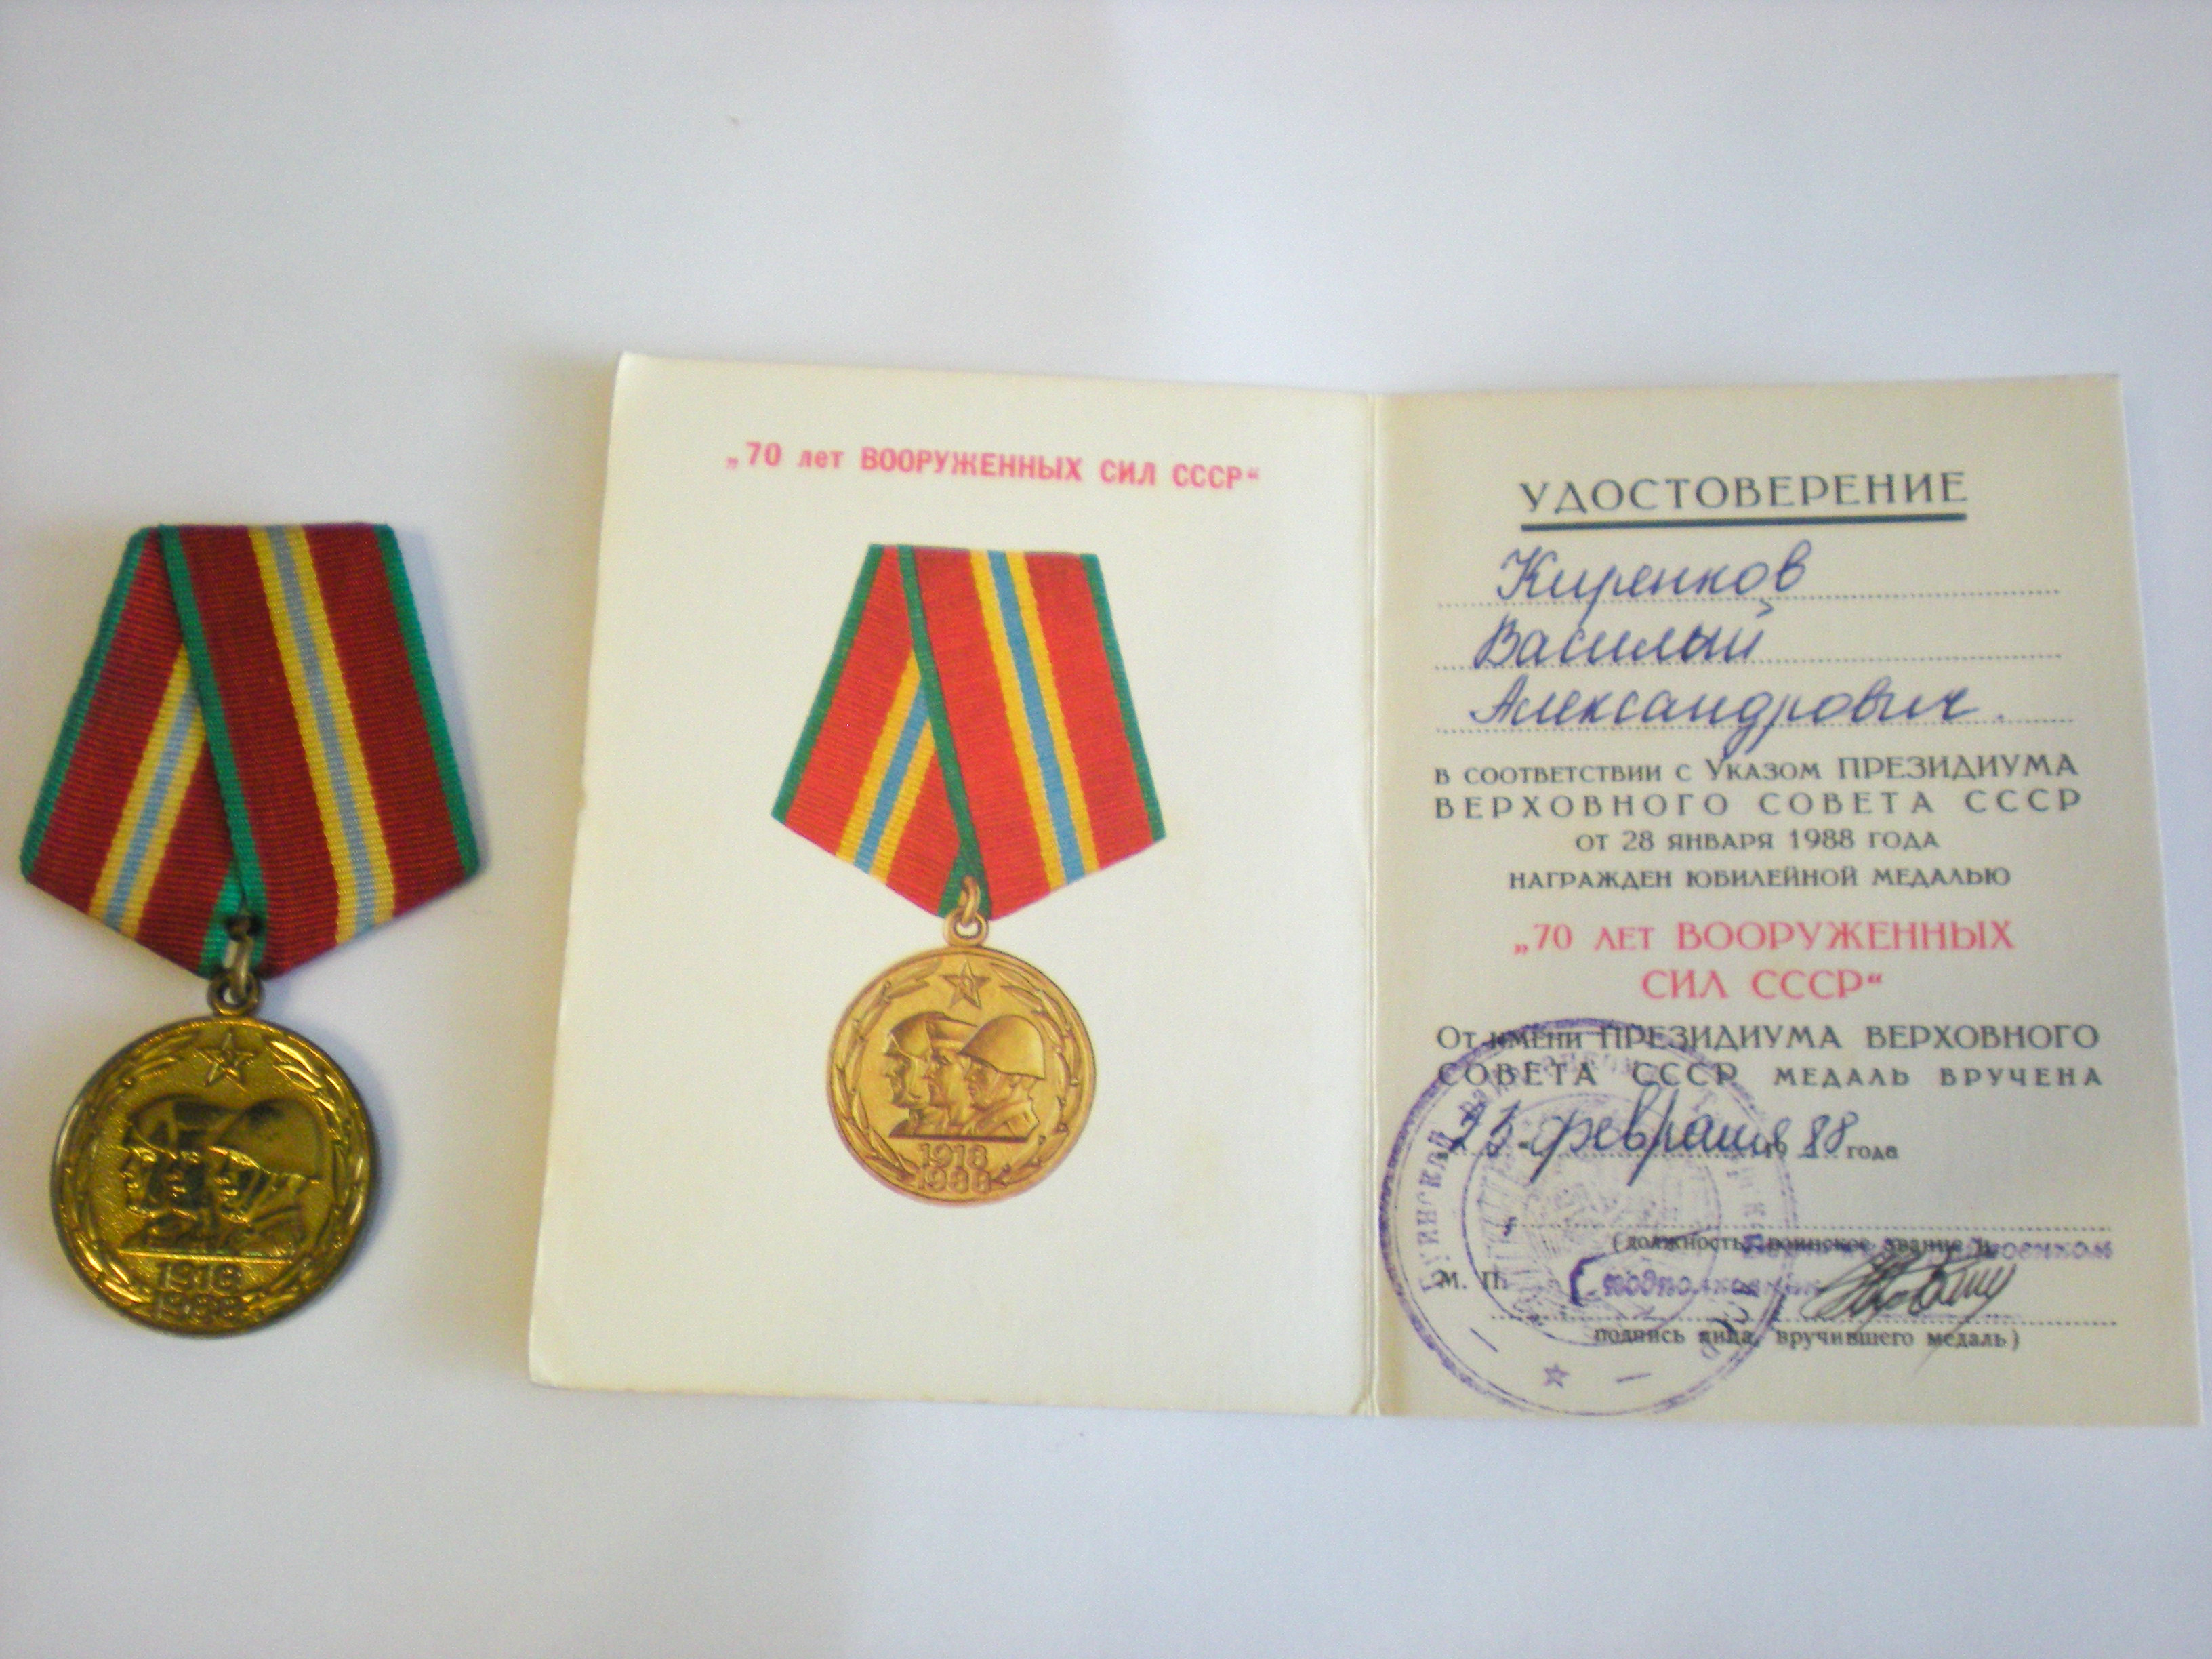 „70 лет ВООРУЖЕННЫХ СИЛ СССР“
1918
1988
1918
1988
УДОСТОВЕРЕНИЕ
Киренков
Василий
Александрович.
в соответствии с Указом ПРЕЗИДИУМА
ВЕРХОВНОГО СОВЕТА СССР
от 28 января 1988 года
награжден юбилейной медалью
„70 лет ВООРУЖЕННЫХ
СИЛ СССР“
От имени ПРЕЗИДИУМА ВЕРХОВНОГО
СОВЕТА СССР медаль вручена
23 февраля 19 88 года
(должность, воинское звание и
М. П. подполковник
подпись лица, вручившего медаль)